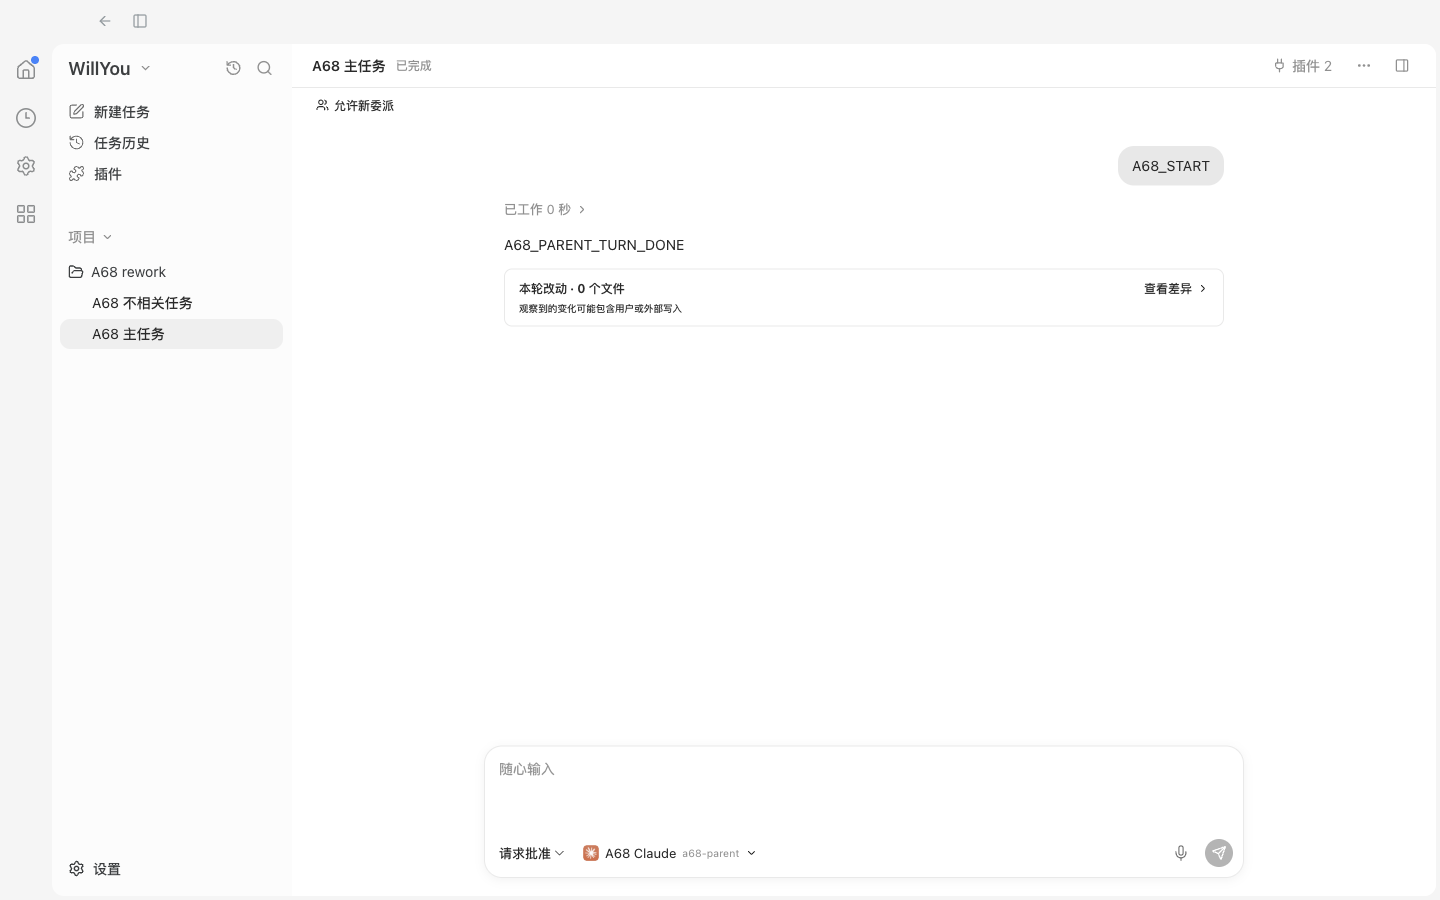 WillYou
新建任务
任务历史
插件
项目
A68 rework
A68 不相关任务
A68 主任务
设置
A68 主任务 已完成
插件 2
允许新委派
A68_START
已工作 0 秒
A68_PARENT_TURN_DONE
本轮改动 · 0 个文件
查看差异
观察到的变化可能包含用户或外部写入
随心输入
请求批准
A68 Claude a68-parent